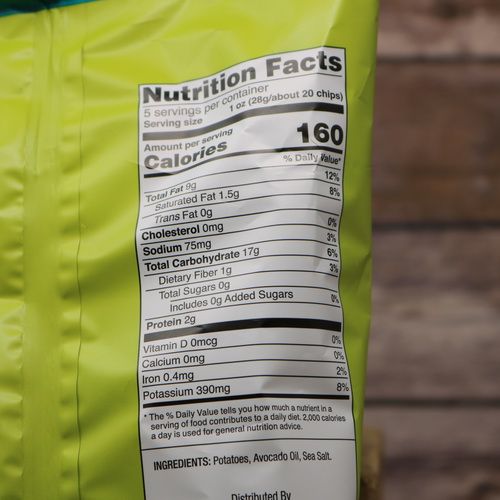 Nutrition Facts
5 servings per container
Serving size 1 oz (28g/about 20 chips)
Amount per serving
Calories 160
% Daily Value*
Total Fat 9g 12%
Saturated Fat 1.5g 8%
Trans Fat 0g
Cholesterol 0mg 0%
Sodium 75mg 3%
Total Carbohydrate 17g 6%
Dietary Fiber 1g 3%
Total Sugars 0g
Includes 0g Added Sugars 0%
Protein 2g
Vitamin D 0mcg 0%
Calcium 0mg 0%
Iron 0.4mg 2%
Potassium 390mg 8%
* The % Daily Value tells you how much a nutrient in a
serving of food contributes to a daily diet. 2,000 calories
a day is used for general nutrition advice.
INGREDIENTS: Potatoes, Avocado Oil, Sea Salt.
Distributed By